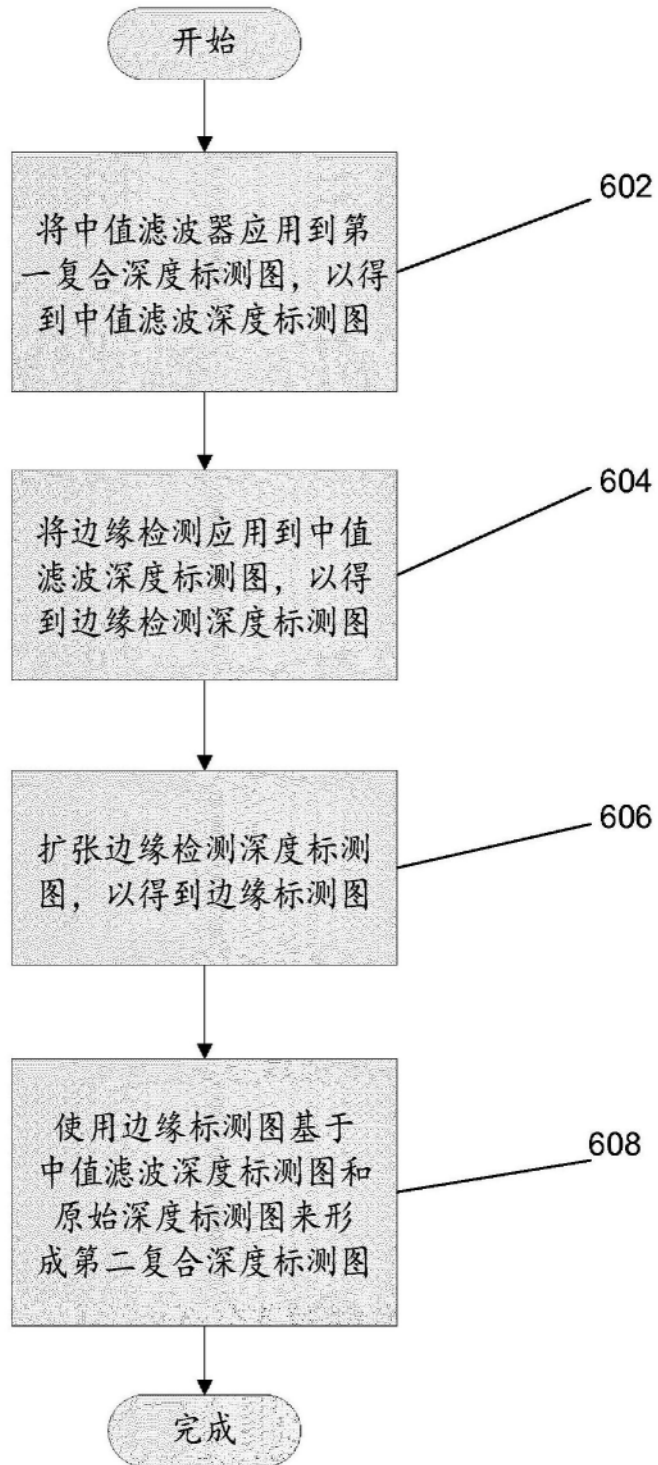 开始
602
将中值滤波器应用到第
一复合深度标测图，以得
到中值滤波深度标测图
604
将边缘检测应用到中值
滤波深度标测图，以得
到边缘检测深度标测图
606
扩张边缘检测深度标测
图，以得到边缘标测图
608
使用边缘标测图基于
中值滤波深度标测图和
原始深度标测图来形
成第二复合深度标测图
完成